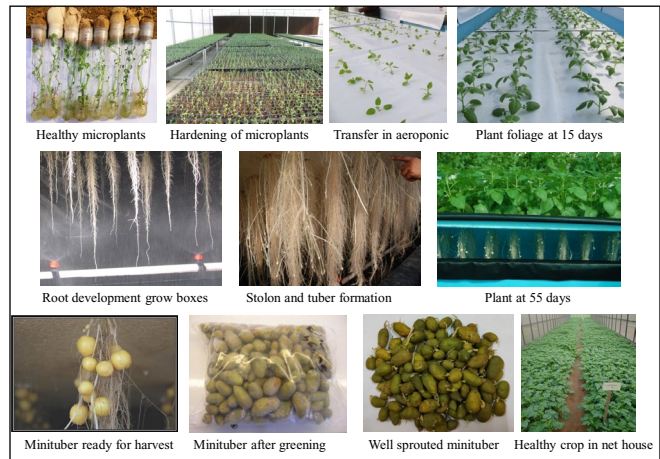 Healthy microplants
Hardening of microplants
Transfer in aeroponic
Plant foliage at 15 days
Root development grow boxes
Stolon and tuber formation
Plant at 55 days
Minituber ready for harvest
Minituber after greening
Well sprouted minituber
Healthy crop in net house